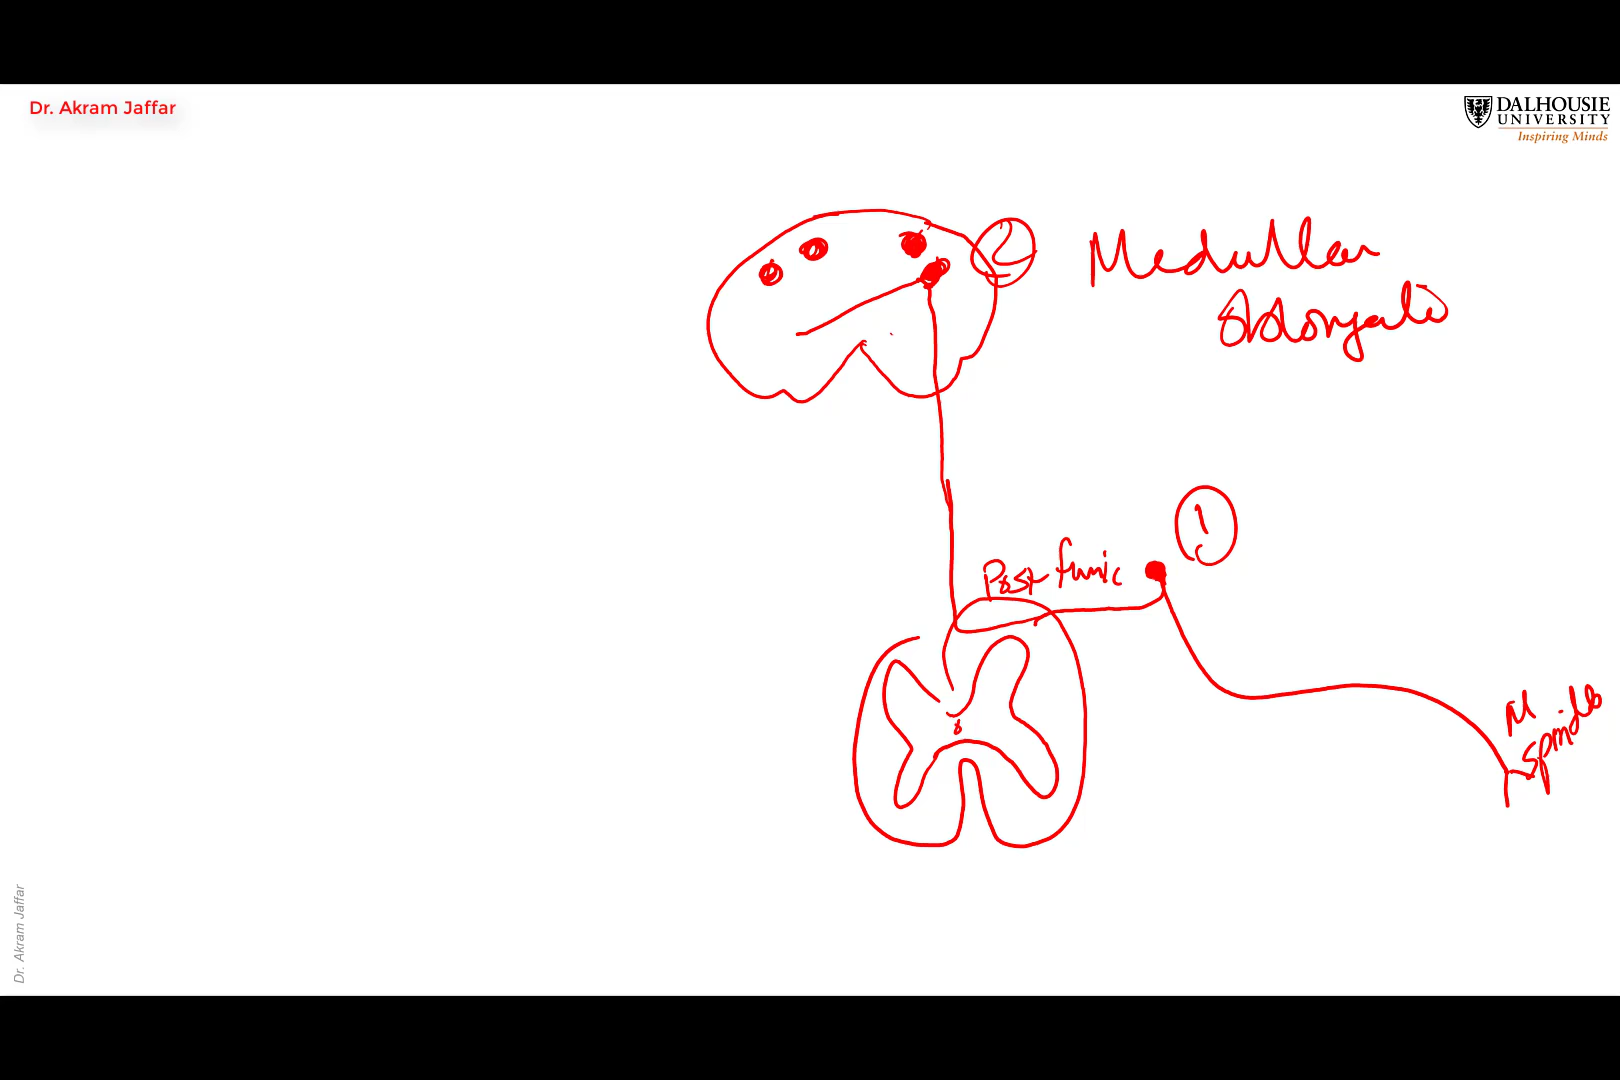 Dr. Akram Jaffar
DALHOUSIE
UNIVERSITY
Inspiring Minds
2
Medulla
Oblongata
1
Post funic
M
Spindle
Dr. Akram Jaffar